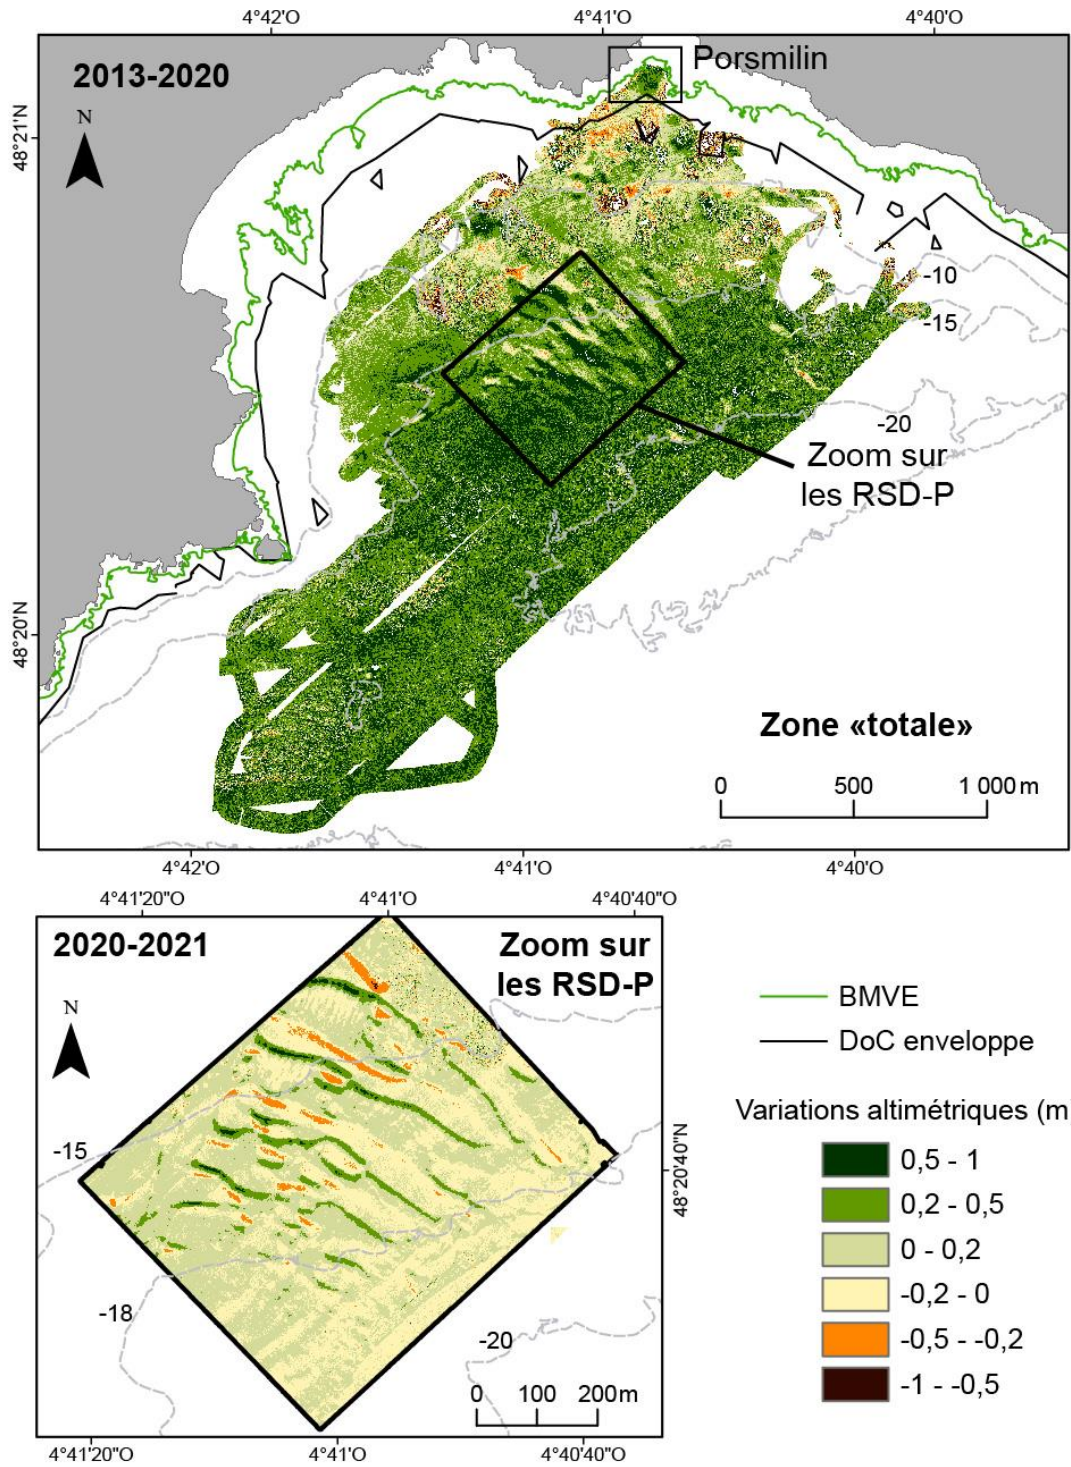 4°42'O
4°41'O
4°40'O
2013-2020
Porsmilin
N
48°21'N
-10
-15
-20
Zoom sur
les RSD-P
48°20'N
Zone «totale»
0
500
1 000 m
4°42'O
4°41'O
4°40'O
4°41'20"O
4°41'O
4°40'40"O
2020-2021
Zoom sur
les RSD-P
N
-15
48°20'40"N
-18
-20
0
100
200m
4°41'20"O
4°41'O
4°40'40"O
BMVE
DoC enveloppe
Variations altimétriques (m
0,5 - 1
0,2 - 0,5
0 - 0,2
-0,2 - 0
-0,5 - -0,2
-1 - -0,5